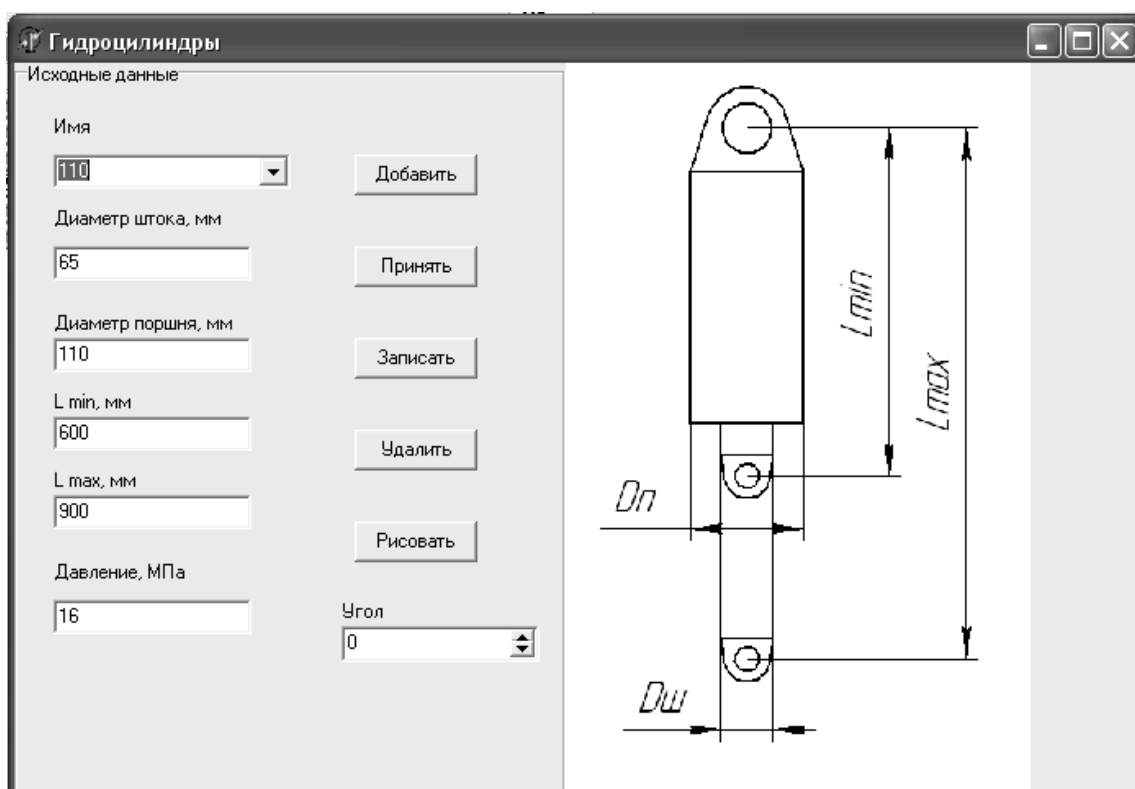 Гидроцилиндры
Исходные данные
Имя
110
Добавить
Диаметр штока, мм
65
Принять
Диаметр поршня, мм
110
Записать
L min, мм
600
Удалить
L max, мм
900
Рисовать
Давление, МПа
16
Угол
0
Lmin
Lmax
Dп
Dш